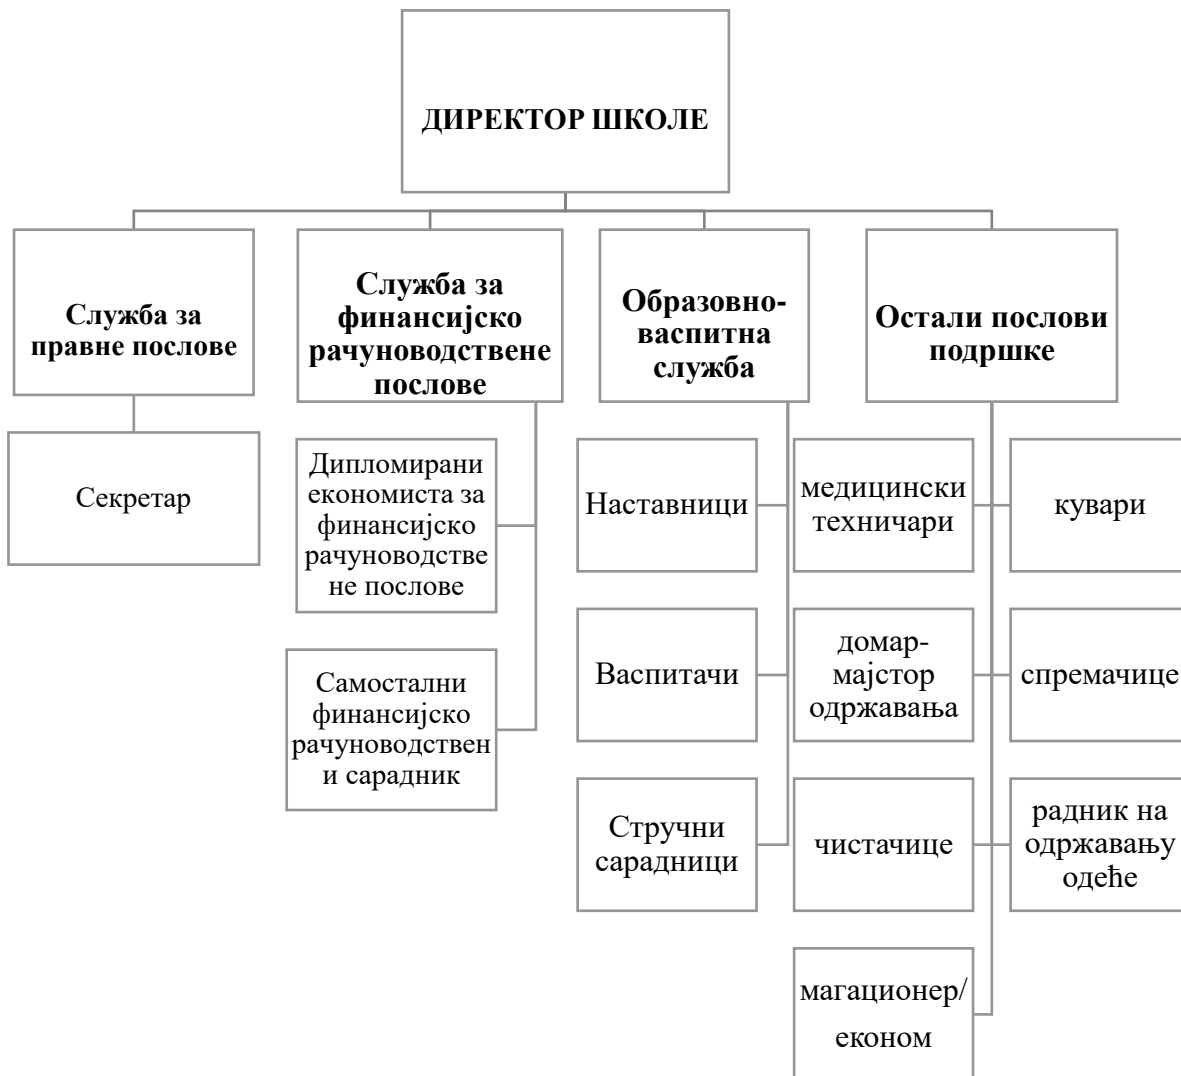 ДИРЕКТОР ШКОЛЕ
Служба за
правне послове
Секретар
Служба за
финансијско
рачуноводствене
послове
Дипломирани
економиста за
финансијско
рачуноводстве
не послове
Самостални
финансијско
рачуноводствен
и сарадник
Образовно-
васпитна
служба
Наставници
Васпитачи
Стручни
сарадници
Остали послови
подршке
медицински
техничари
кувари
домар-
мајстор
одржавања
спремачице
чистачице
радник на
одржавању
одеће
магационер/
економ